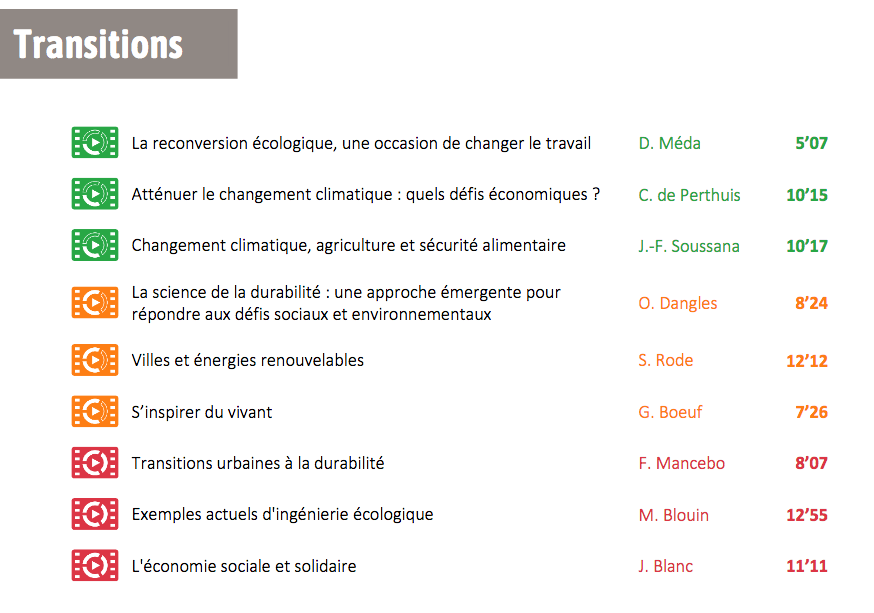 Transitions
La reconversion écologique, une occasion de changer le travail D. Méda 5’07
Atténuer le changement climatique : quels défis économiques ? C. de Perthuis 10’15
Changement climatique, agriculture et sécurité alimentaire J.-F. Soussana 10’17
La science de la durabilité : une approche émergente pour
répondre aux défis sociaux et environnementaux O. Dangles 8’24
Villes et énergies renouvelables S. Rode 12’12
S’inspirer du vivant G. Boeuf 7’26
Transitions urbaines à la durabilité F. Mancebo 8’07
Exemples actuels d'ingénierie écologique M. Blouin 12’55
L'économie sociale et solidaire J. Blanc 11’11